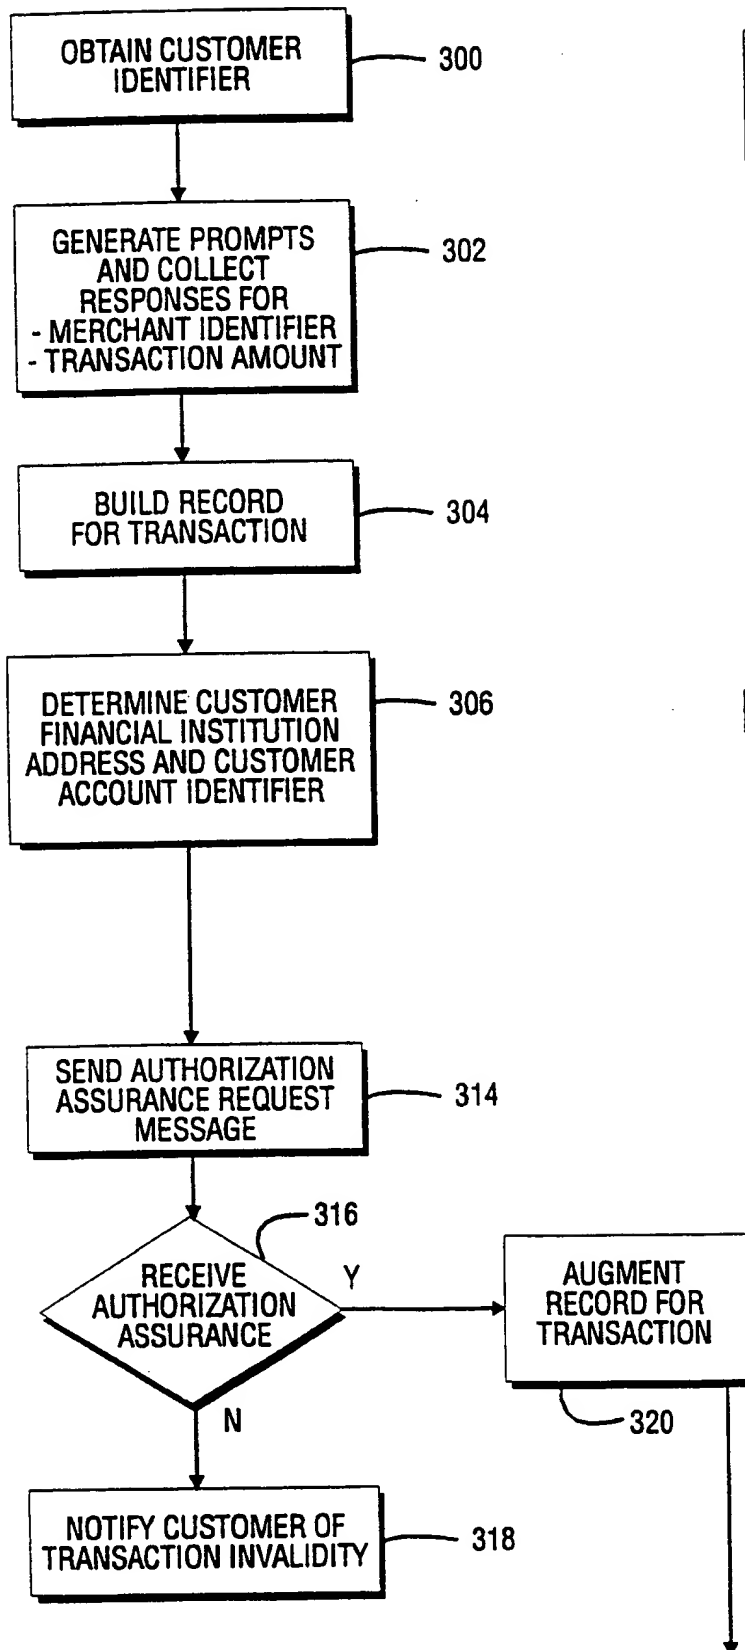 OBTAIN CUSTOMER
IDENTIFIER
300
GENERATE PROMPTS
AND COLLECT
RESPONSES FOR
- MERCHANT IDENTIFIER
- TRANSACTION AMOUNT
302
BUILD RECORD
FOR TRANSACTION
304
DETERMINE CUSTOMER
FINANCIAL INSTITUTION
ADDRESS AND CUSTOMER
ACCOUNT IDENTIFIER
306
SEND AUTHORIZATION
ASSURANCE REQUEST
MESSAGE
314
316
RECEIVE
AUTHORIZATION
ASSURANCE
Y
N
AUGMENT
RECORD FOR
TRANSACTION
320
NOTIFY CUSTOMER OF
TRANSACTION INVALIDITY
318